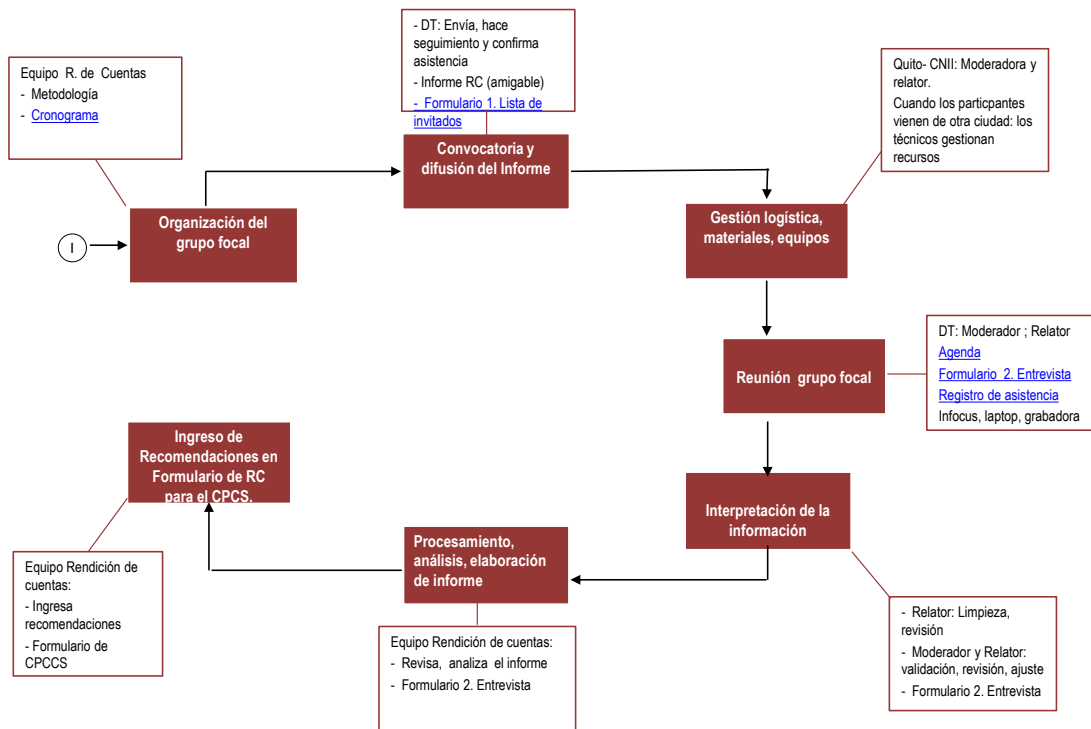 Equipo R. de Cuentas
- Metodología
- Cronograma
- DT: Envía, hace
seguimiento y confirma
asistencia
- Informe RC (amigable)
- Formulario 1. Lista de
invitados
Quito- CNII: Moderadora y
relator.
Cuando los particpantes
vienen de otra ciudad: los
técnicos gestionan
recursos
Convocatoria y
difusión del Informe
I
Organización del
grupo focal
Gestión logística,
materiales, equipos
Reunión grupo focal
DT: Moderador ; Relator
Agenda
Formulario 2. Entrevista
Registro de asistencia
Infocus, laptop, grabadora
Interpretación de la
información
- Relator: Limpieza,
revisión
- Moderador y Relator:
validación, revisión, ajuste
- Formulario 2. Entrevista
Procesamiento,
análisis, elaboración
de informe
Equipo Rendición de cuentas:
- Revisa, analiza el informe
- Formulario 2. Entrevista
Ingreso de
Recomendaciones en
Formulario de RC
para el CPCS.
Equipo Rendición de
cuentas:
- Ingresa
recomendaciones
- Formulario de
CPCCS